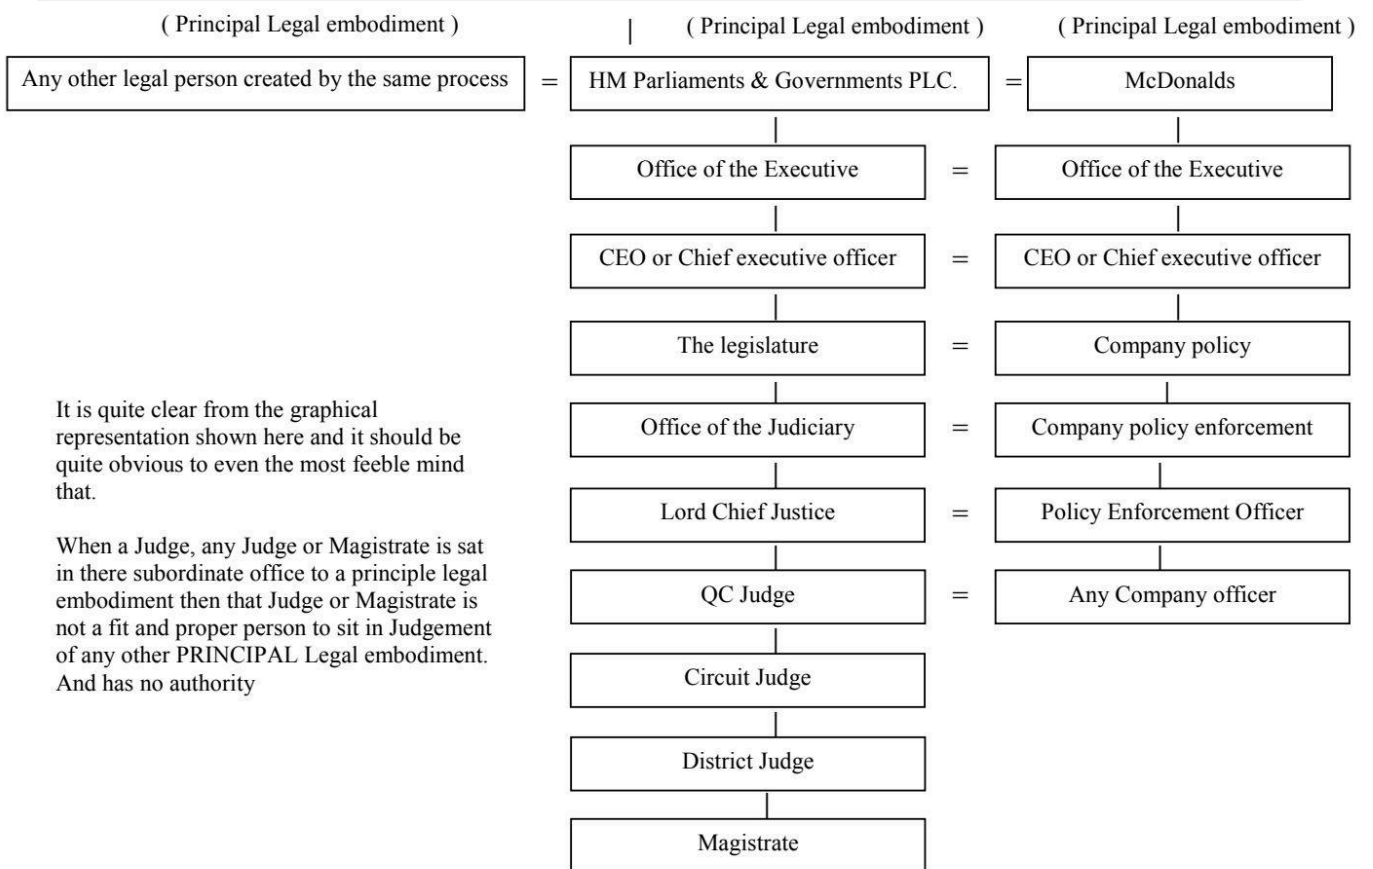 ( Principal Legal embodiment ) | ( Principal Legal embodiment ) ( Principal Legal embodiment )
Any other legal person created by the same process = HM Parliaments & Governments PLC. = McDonalds
Office of the Executive = Office of the Executive
CEO or Chief executive officer = CEO or Chief executive officer
The legislature = Company policy
Office of the Judiciary = Company policy enforcement
Lord Chief Justice = Policy Enforcement Officer
QC Judge = Any Company officer
Circuit Judge
District Judge
Magistrate
It is quite clear from the graphical
representation shown here and it should be
quite obvious to even the most feeble mind
that.
When a Judge, any Judge or Magistrate is sat
in there subordinate office to a principle legal
embodiment then that Judge or Magistrate is
not a fit and proper person to sit in Judgement
of any other PRINCIPAL Legal embodiment.
And has no authority